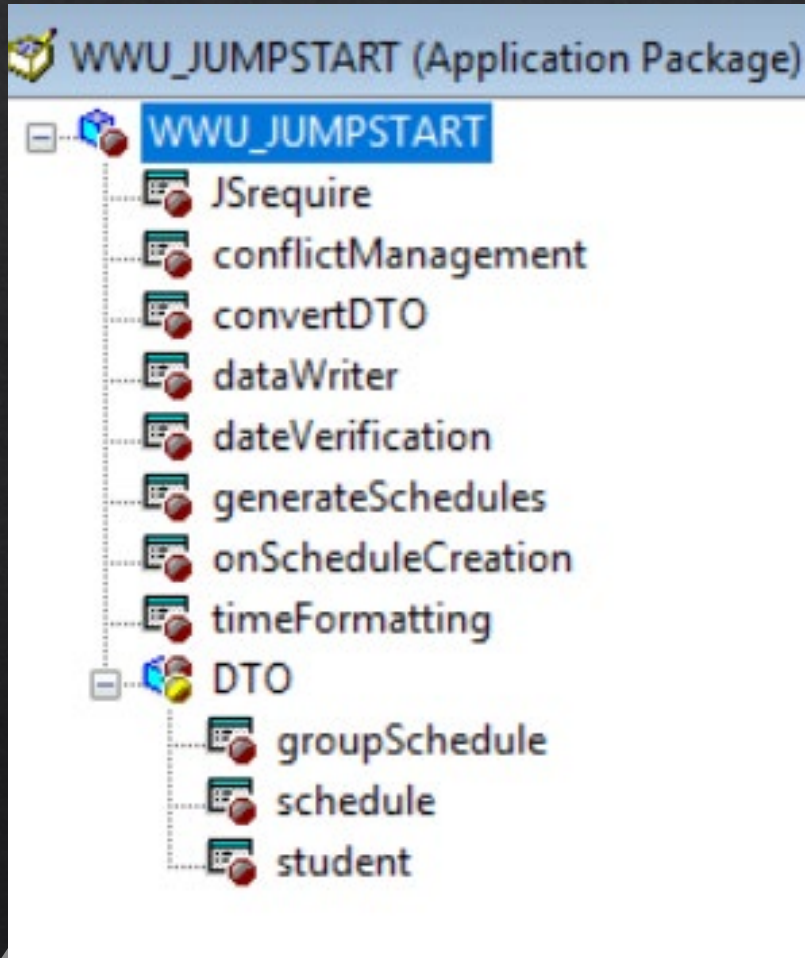 WWU_JUMPSTART (Application Package)
WWU_JUMPSTART
JSrequire
conflictManagement
convertDTO
dataWriter
dateVerification
generateSchedules
onScheduleCreation
timeFormatting
DTO
groupSchedule
schedule
student